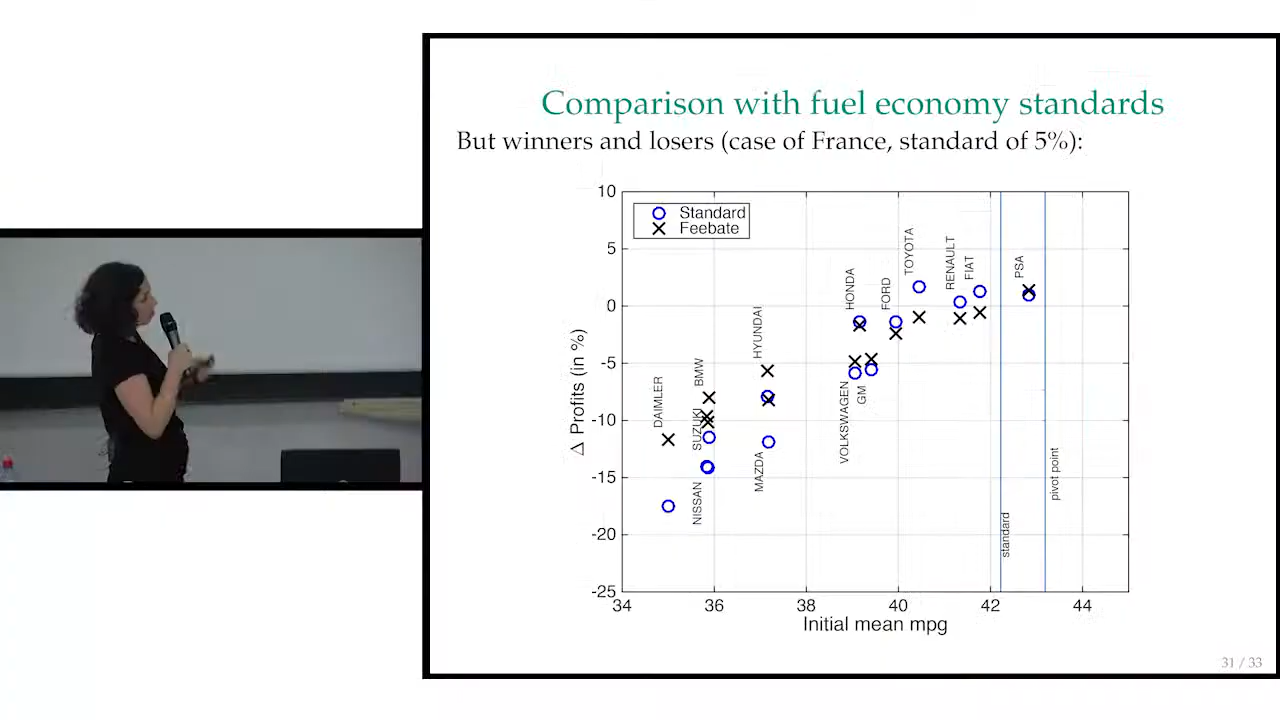 Comparison with fuel economy standards
But winners and losers (case of France, standard of 5%):
Standard
Feebate
10
5
0
-5
-10
-15
-20
-25
Δ Profits (in %)
DAIMLER
BMW
SUZUKI
NISSAN
HYUNDAI
MAZDA
HONDA
VOLKSWAGEN
GM
FORD
TOYOTA
RENAULT
FIAT
PSA
standard
pivot point
34
36
38
40
42
44
Initial mean mpg
31 / 33